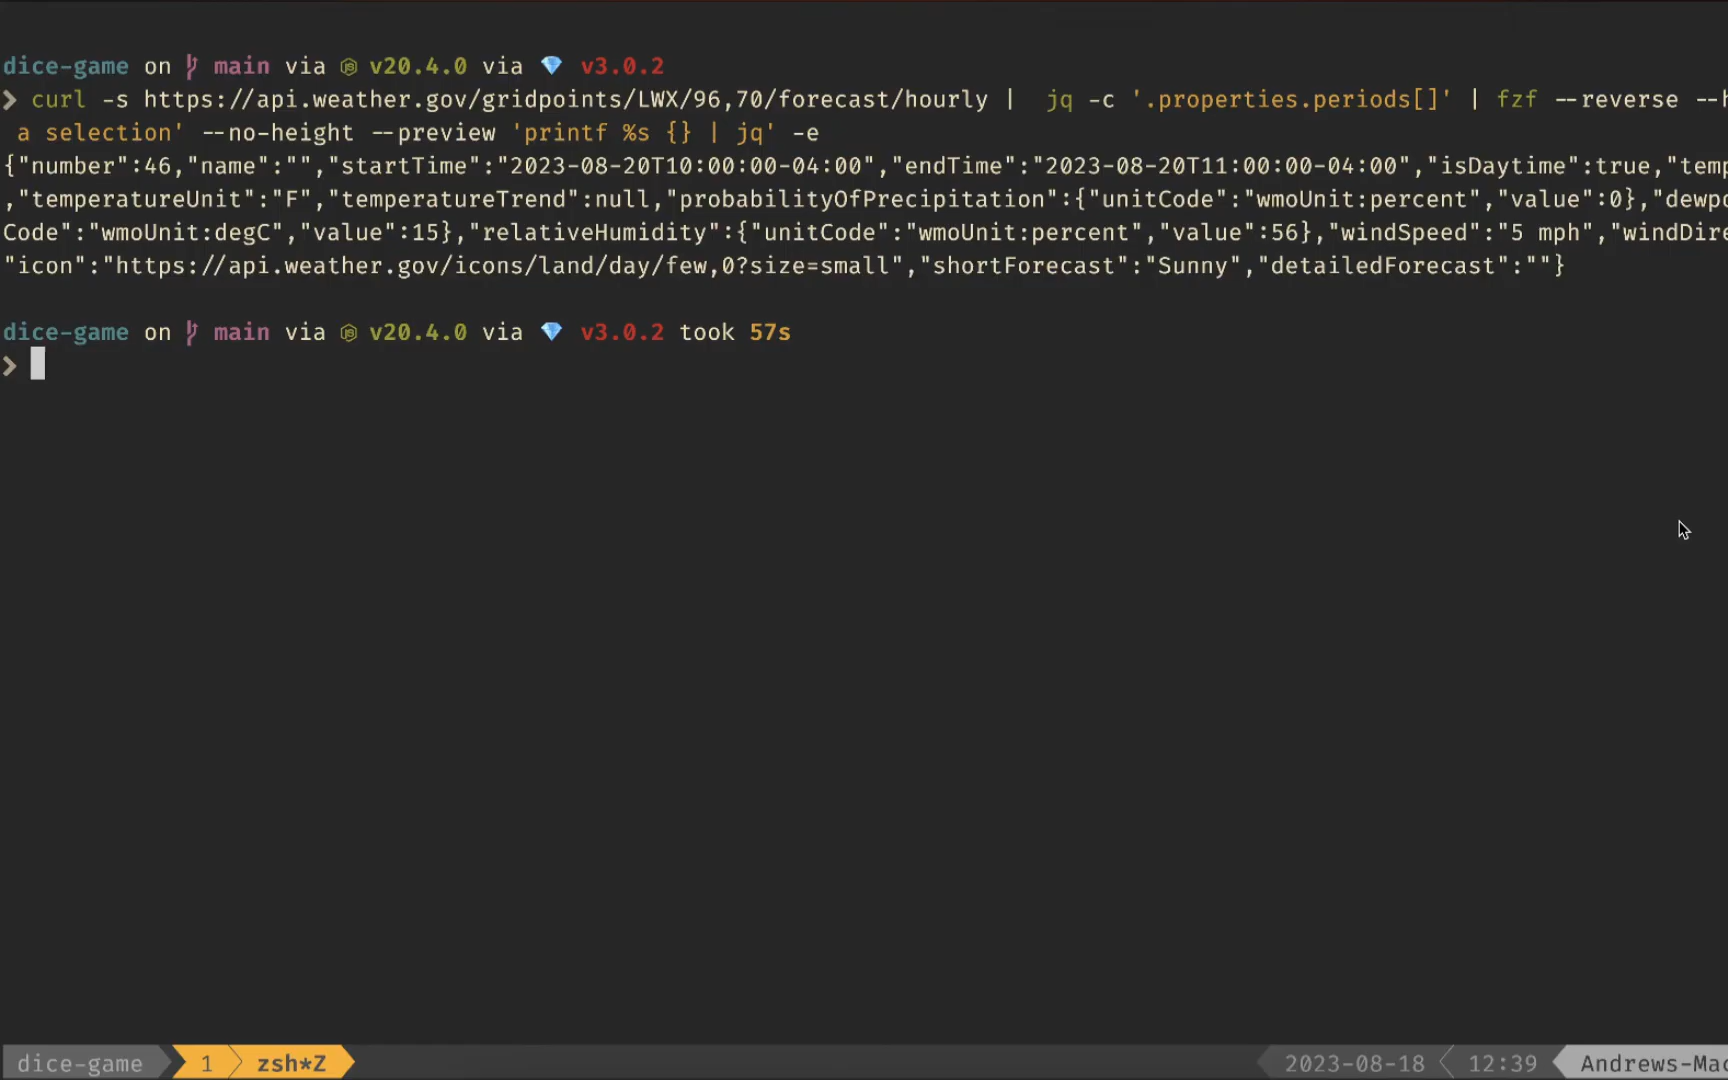 dice-game on main via v20.4.0 via v3.0.2
❯ curl -s https://api.weather.gov/gridpoints/LWX/96,70/forecast/hourly | jq -c '.properties.periods[]' | fzf --reverse --h
a selection' --no-height --preview 'printf %s {} | jq' -e
{"number":46,"name":"","startTime":"2023-08-20T10:00:00-04:00","endTime":"2023-08-20T11:00:00-04:00","isDaytime":true,"temp
,"temperatureUnit":"F","temperatureTrend":null,"probabilityOfPrecipitation":{"unitCode":"wmoUnit:percent","value":0},"dewpo
Code":"wmoUnit:degC","value":15},"relativeHumidity":{"unitCode":"wmoUnit:percent","value":56},"windSpeed":"5 mph","windDire
"icon":"https://api.weather.gov/icons/land/day/few,0?size=small","shortForecast":"Sunny","detailedForecast":""}
dice-game on main via v20.4.0 via v3.0.2 took 57s
❯
dice-game 1 zsh*Z 2023-08-18 12:39 Andrews-Mac